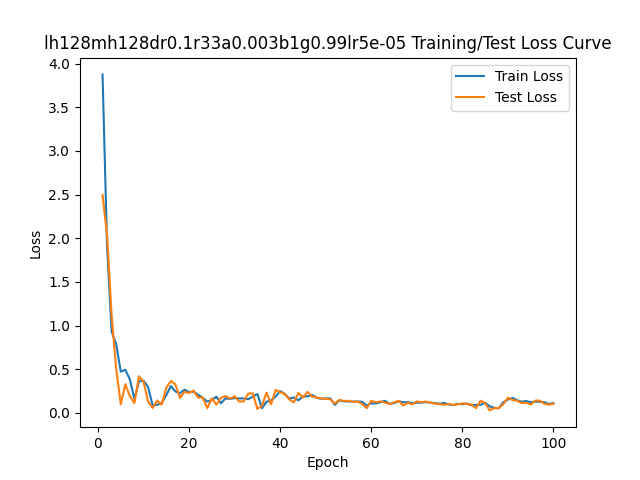 lh128mh128dr0.1r33a0.003b1g0.99lr5e-05 Training/Test Loss Curve
Train Loss
Test Loss
Loss
4.0
3.5
3.0
2.5
2.0
1.5
1.0
0.5
0.0
0 20 40 60 80 100
Epoch